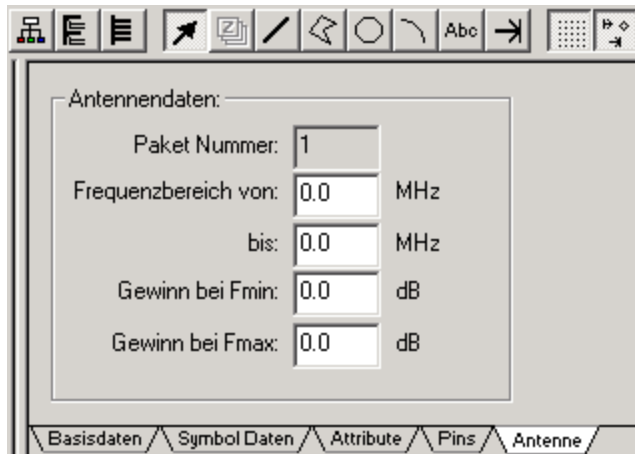 Abc
Antennendaten:
Paket Nummer: 1
Frequenzbereich von: 0.0 MHz
bis: 0.0 MHz
Gewinn bei Fmin: 0.0 dB
Gewinn bei Fmax: 0.0 dB
Basisdaten Symbol Daten Attribute Pins Antenne